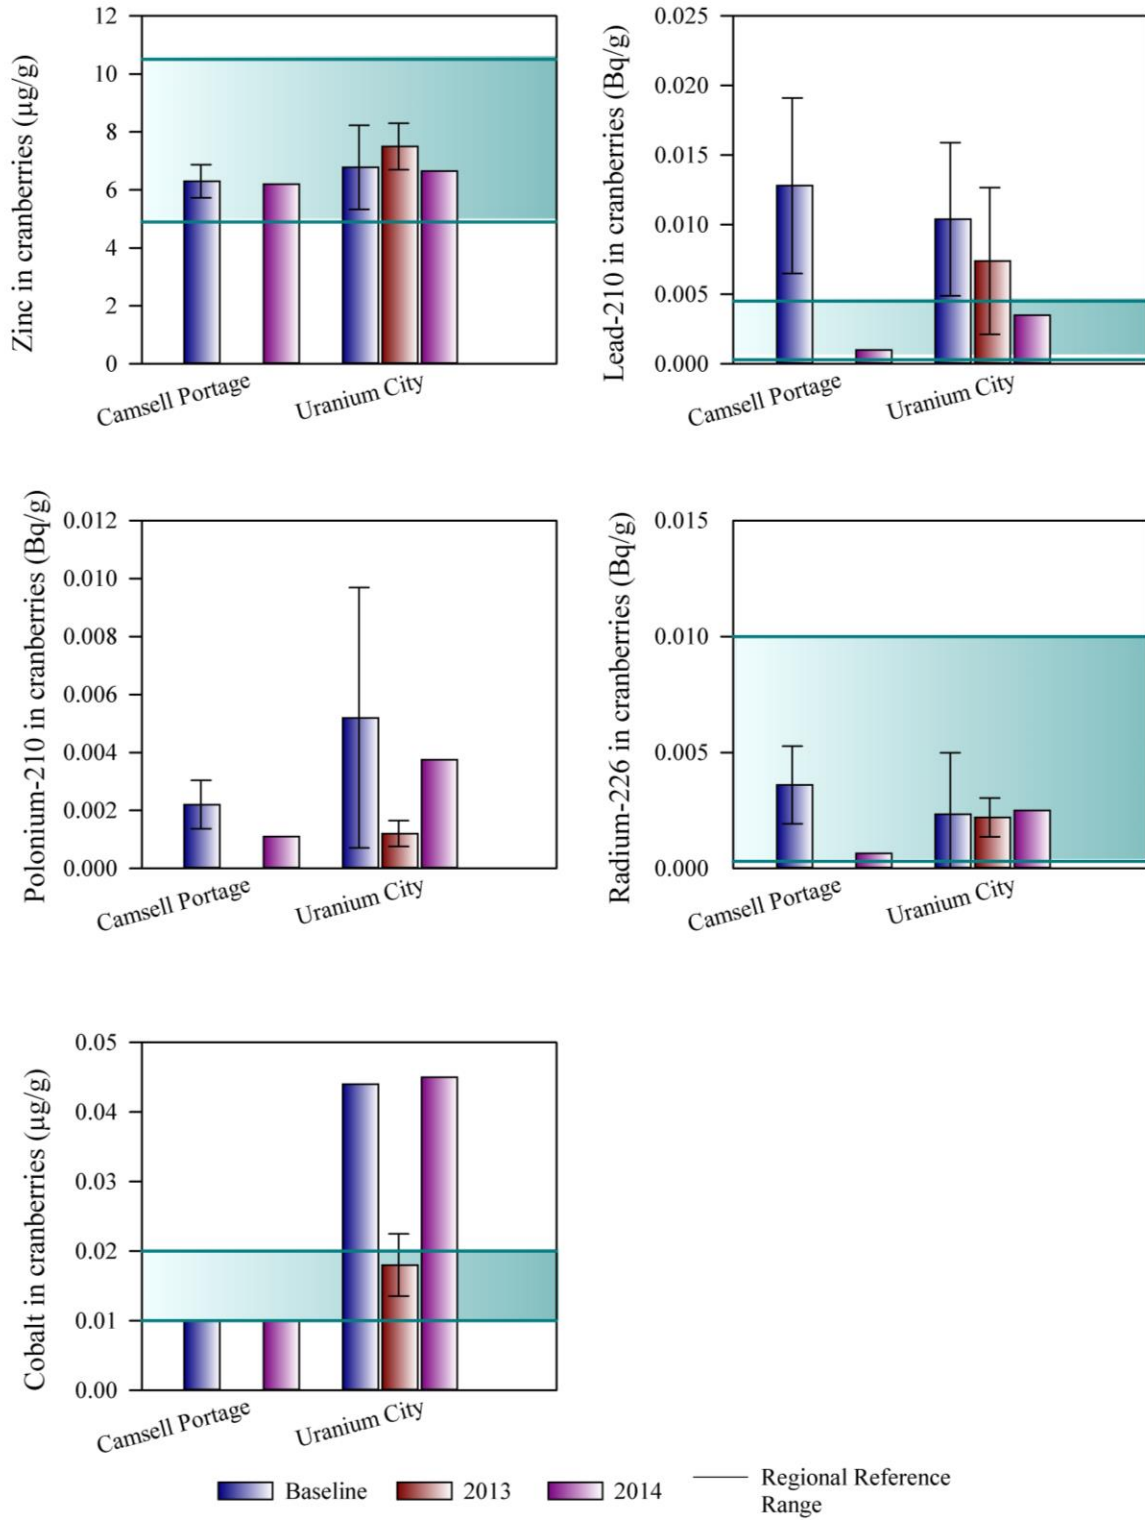 Zinc in cranberries (µg/g)
12
10
8
6
4
2
0
Camsell Portage
Uranium City
Lead-210 in cranberries (Bq/g)
0.025
0.020
0.015
0.010
0.005
0.000
Camsell Portage
Uranium City
Polonium-210 in cranberries (Bq/g)
0.012
0.010
0.008
0.006
0.004
0.002
0.000
Camsell Portage
Uranium City
Radium-226 in cranberries (Bq/g)
0.015
0.010
0.005
0.000
Camsell Portage
Uranium City
Cobalt in cranberries (µg/g)
0.05
0.04
0.03
0.02
0.01
0.00
Camsell Portage
Uranium City
Baseline
2013
2014
Regional Reference
Range